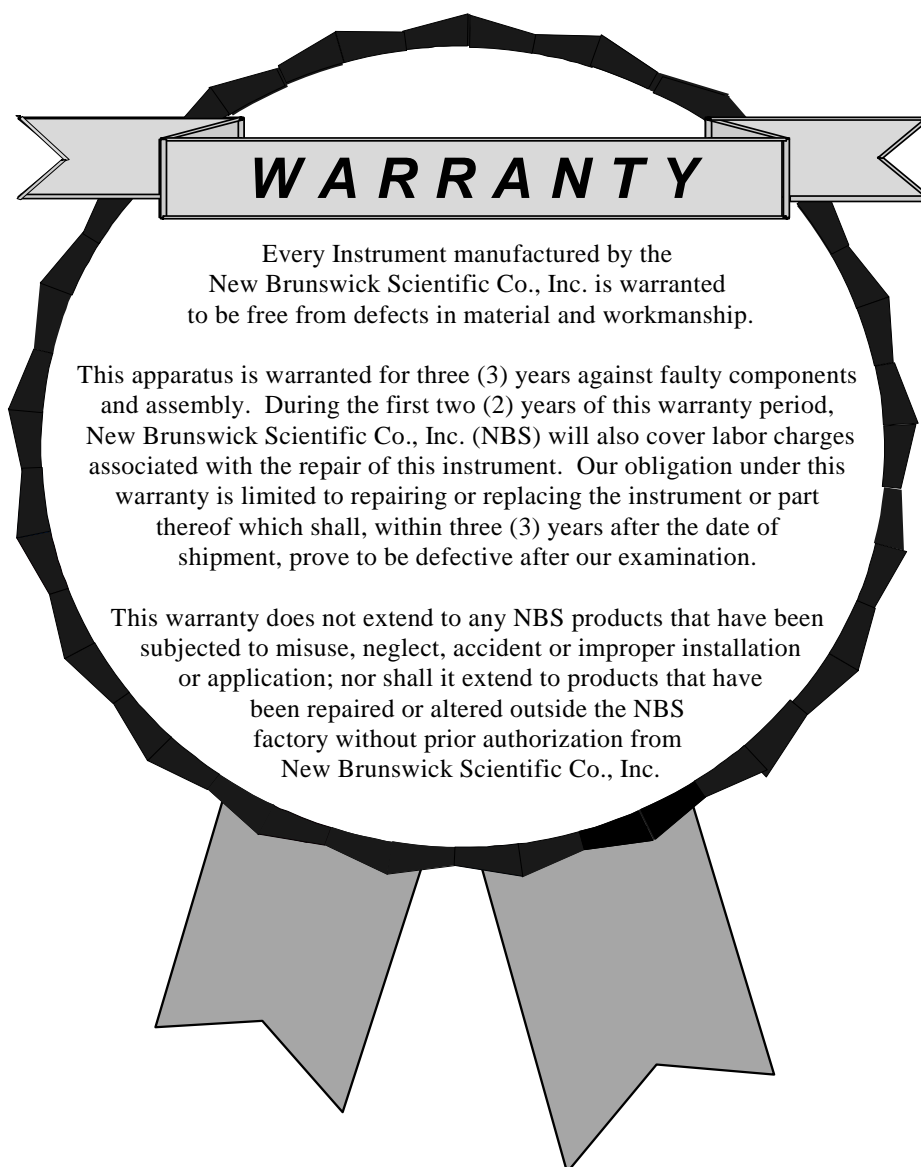 WARRANTY
Every Instrument manufactured by the
New Brunswick Scientific Co., Inc. is warranted
to be free from defects in material and workmanship.
This apparatus is warranted for three (3) years against faulty components
and assembly.  During the first two (2) years of this warranty period,
New Brunswick Scientific Co., Inc. (NBS) will also cover labor charges
associated with the repair of this instrument.  Our obligation under this
warranty is limited to repairing or replacing the instrument or part
thereof which shall, within three (3) years after the date of
shipment, prove to be defective after our examination.
This warranty does not extend to any NBS products that have been
subjected to misuse, neglect, accident or improper installation
or application; nor shall it extend to products that have
been repaired or altered outside the NBS
factory without prior authorization from
New Brunswick Scientific Co., Inc.